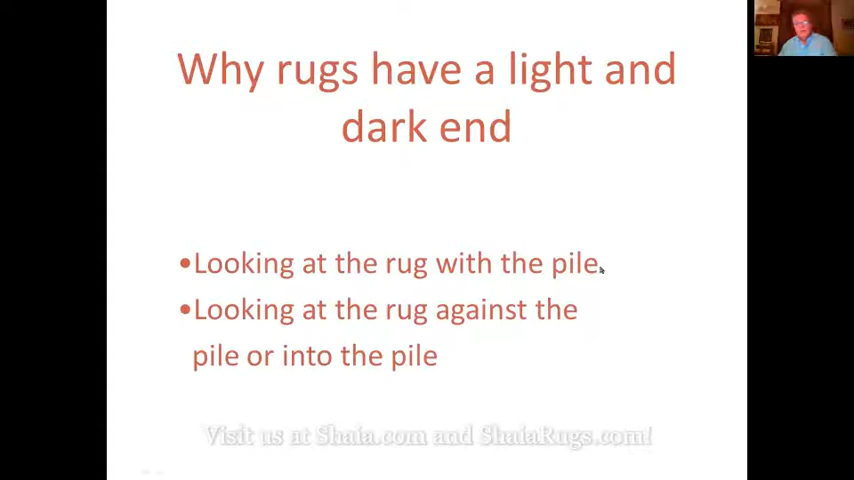 Why rugs have a light and
dark end
•Looking at the rug with the pile
•Looking at the rug against the
pile or into the pile
Visit us at Shaia.com and ShaiaRugs.com!